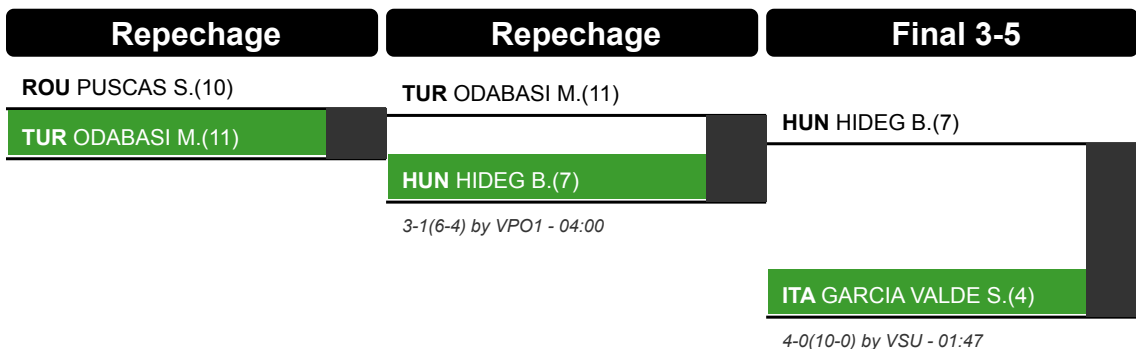 Repechage
ROU PUSCAS S.(10)
TUR ODABASI M.(11)
Repechage
TUR ODABASI M.(11)
HUN HIDEG B.(7)
3-1(6-4) by VPO1 - 04:00
Final 3-5
HUN HIDEG B.(7)
ITA GARCIA VALDE S.(4)
4-0(10-0) by VSU - 01:47